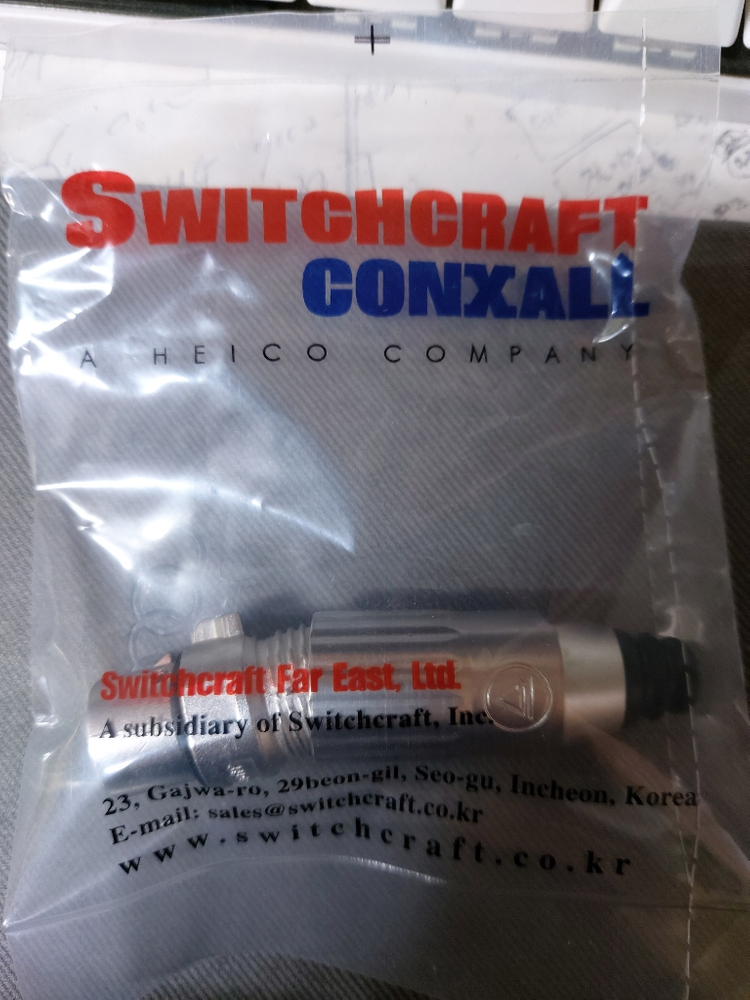 SWITCHCRAFT
CONXALL
A HEICO COMPANY
Switchcraft Far East, Ltd.
A subsidiary of Switchcraft, Inc.
23, Gajwa-ro, 29beon-gil, Seo-gu, Incheon, Korea
E-mail: sales@switchcraft.co.kr
www.switchcraft.co.kr